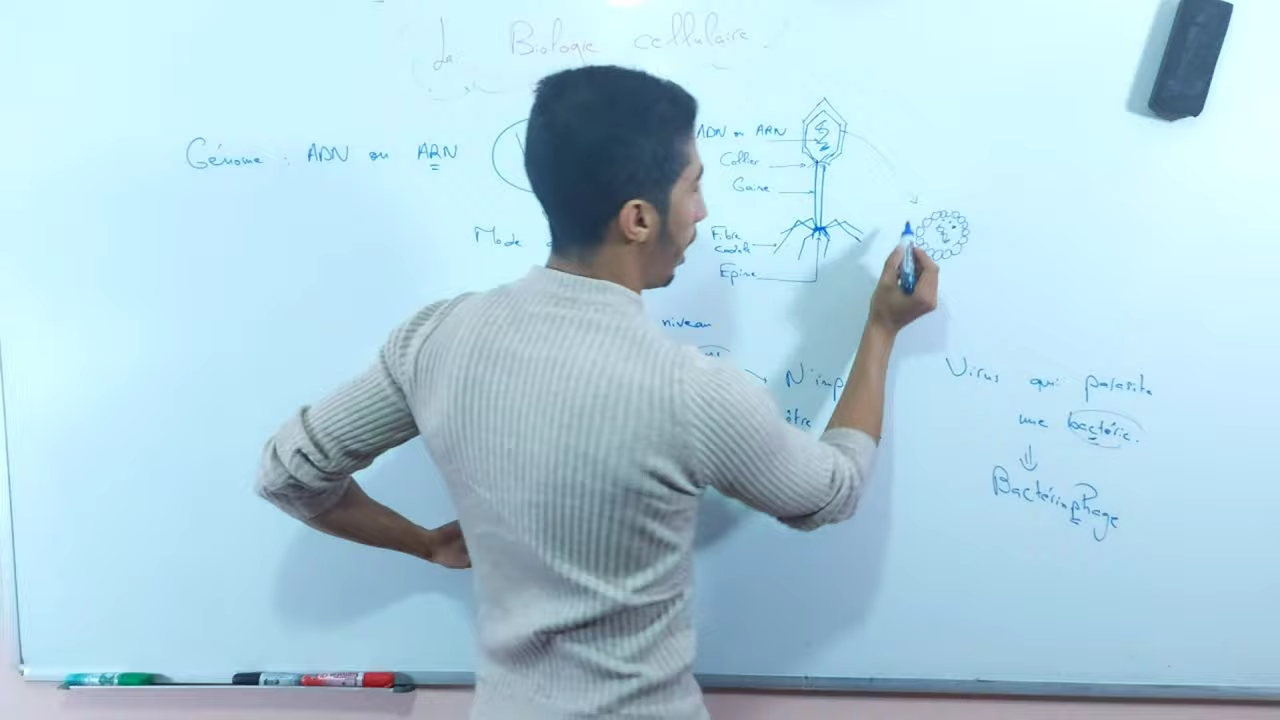 La Biologie cellulaire.
Génome : ADN ou ARN
ADN ou ARN
Collier
Gaine
Mode
Fibre
caudale
Epine
niveau
N'imp
être
Virus qui parasite
une bactérie.
Bactériophage